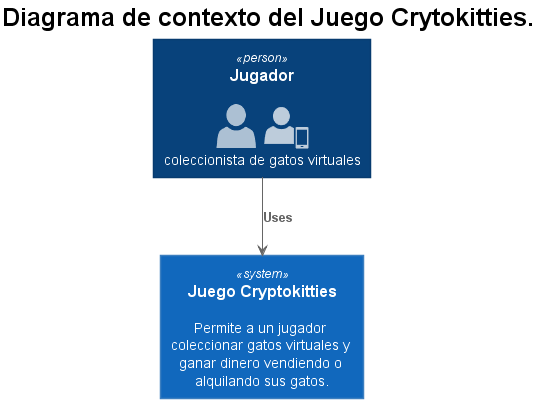 Diagrama de contexto del Juego Crytokitties.
«person»
Jugador
coleccionista de gatos virtuales
Uses
«system»
Juego Cryptokitties
Permite a un jugador
coleccionar gatos virtuales y
ganar dinero vendiendo o
alquilando sus gatos.